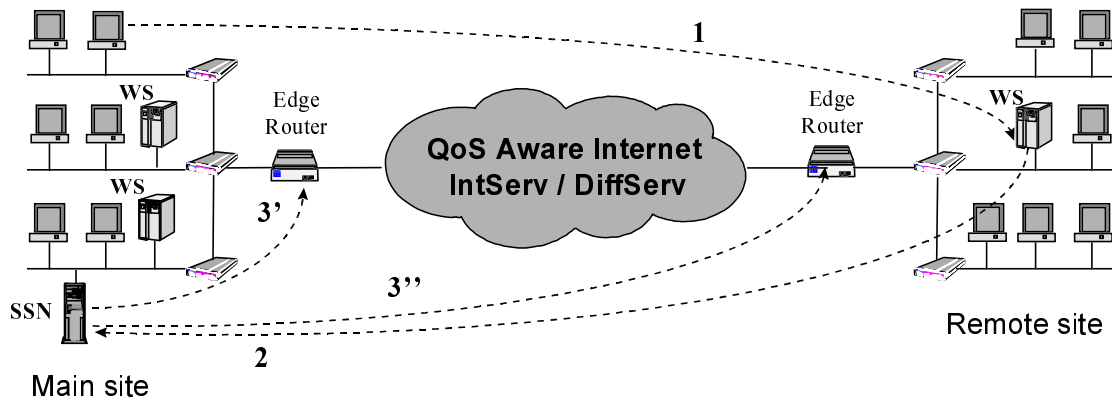 1
WS
Edge
Router
Edge
Router
WS
QoS Aware Internet
IntServ / DiffServ
WS
3’
3’’
SSN
2
Remote site
Main site